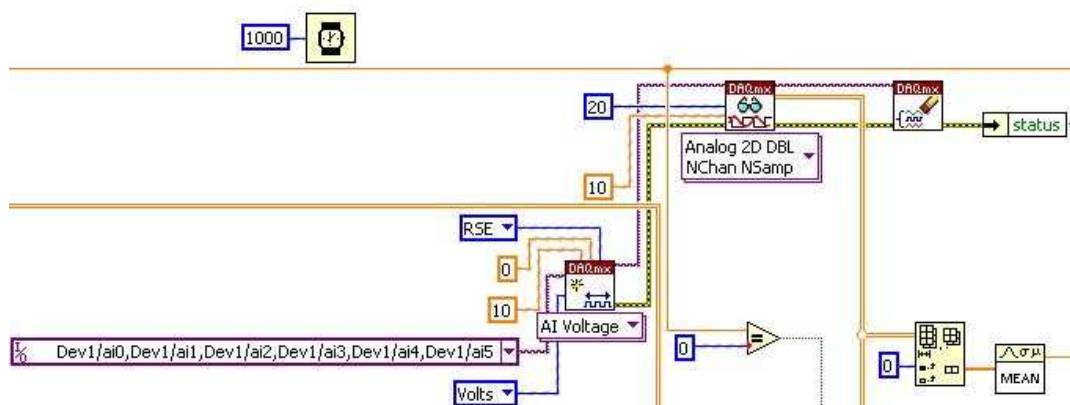 1000
DAQmx
DAQmx
20
status
Analog 2D DBL
NChan NSamp
10
RSE
0
DAQmx
10
AI Voltage
I/O Dev1/ai0,Dev1/ai1,Dev1/ai2,Dev1/ai3,Dev1/ai4,Dev1/ai5
0
=
0
σμ
MEAN
Volts